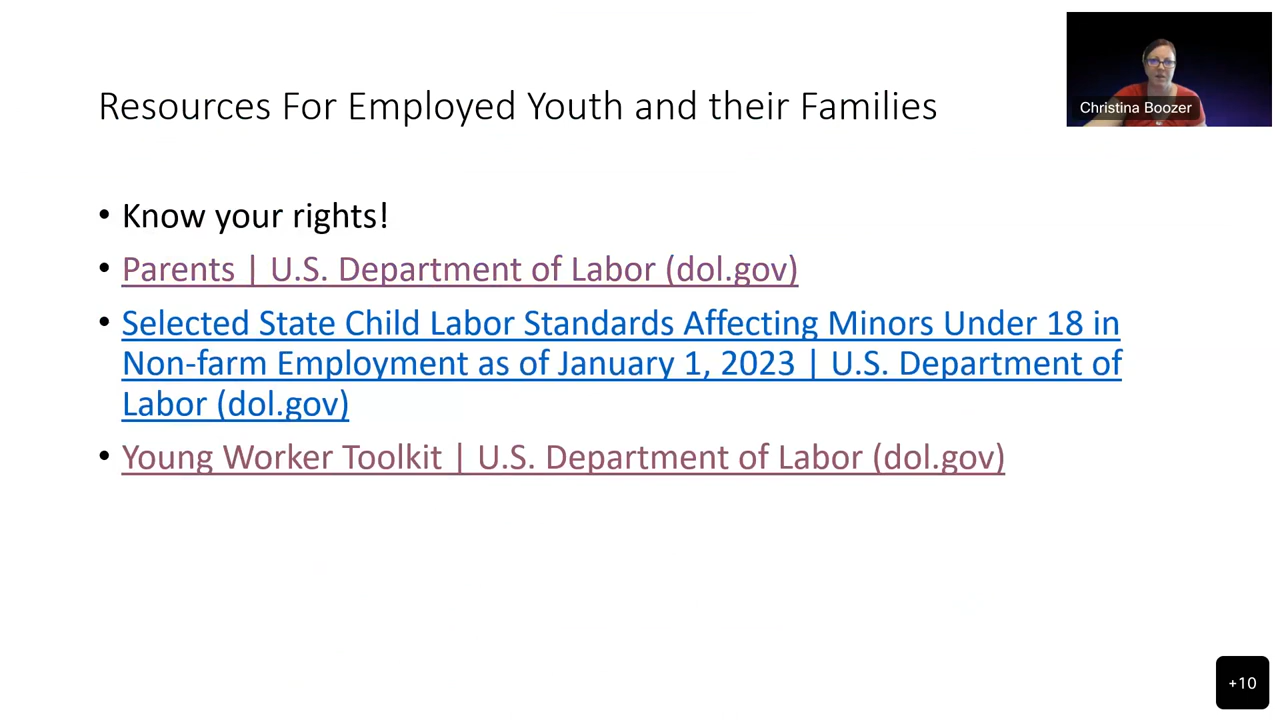 Resources For Employed Youth and their Families
Christina Boozer
• Know your rights!
• Parents | U.S. Department of Labor (dol.gov)
• Selected State Child Labor Standards Affecting Minors Under 18 in
Non-farm Employment as of January 1, 2023 | U.S. Department of
Labor (dol.gov)
• Young Worker Toolkit | U.S. Department of Labor (dol.gov)
+10